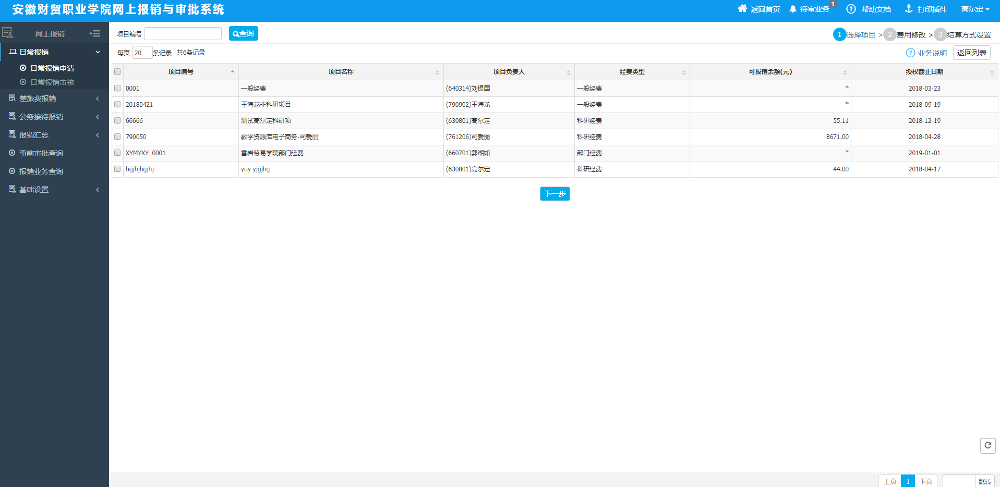 安徽财贸职业学院网上报销与审批系统
返回首页 待审业务 1 帮助文档 打印插件 高尔定
网上报销
日常报销
日常报销申请
日常报销审核
差旅费报销
公务接待报销
报销汇总
事前审批查询
报销业务查询
基础设置
项目编号 查询
1 选择项目 > 2 费用修改 > 3 结算方式设置
每页 20 条记录 共6条记录
? 业务说明 返回列表
项目编号 项目名称 项目负责人 经费类型 可报销余额(元) 授权截止日期
0001 一般经费 (640314)刘银国 一般经费 * 2018-03-23
20180421 王海龙非科研项目 (790902)王海龙 一般经费 * 2018-09-19
66666 测试高尔定科研项 (630801)高尔定 科研经费 55.11 2018-12-19
790050 教学资源库电子商务-司爱丽 (761206)司爱丽 科研经费 8671.00 2018-04-28
XYMYXY_0001 雪岩贸易学院部门经费 (660701)郭湘如 部门经费 * 2019-01-01
hgjhjhgjhj yuy yjgjhg (630801)高尔定 科研经费 44.00 2018-04-17
下一步
上页 1 下页 跳转